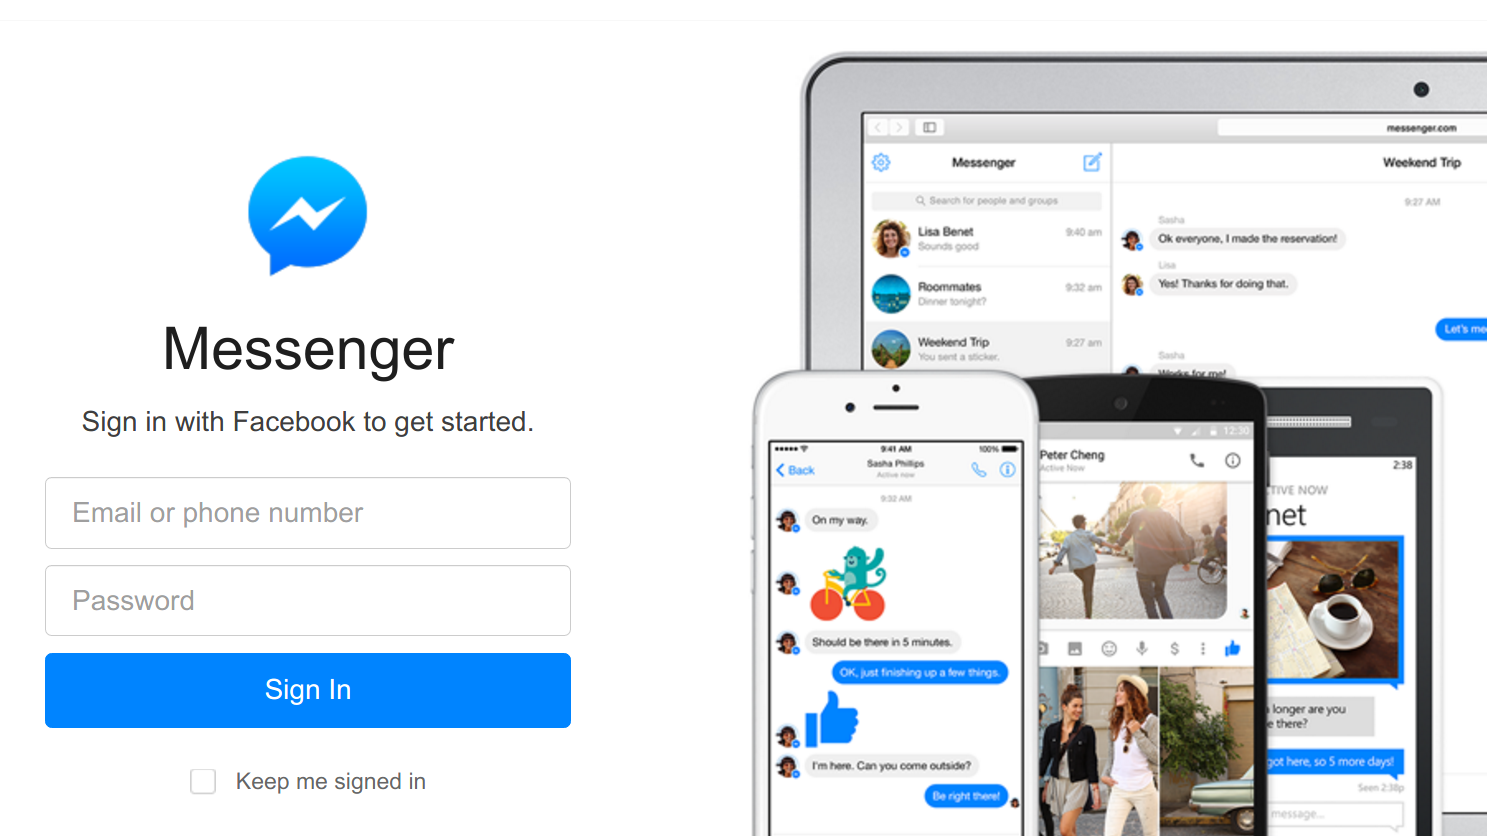 Messenger
Sign in with Facebook to get started.
Email or phone number
Password
Sign In
Keep me signed in
messenger.com
Messenger
Search for people and groups
Lisa Benet 9:40 am
Sounds good
Roommates 9:32 am
Dinner tonight?
Weekend Trip 9:27 am
You sent a sticker.
Weekend Trip
9:27 AM
Sasha
Ok everyone, I made the reservation!
Lisa
Yes! Thanks for doing that.
Let's me
Sasha
Works for me!
9:41 AM 100%
Back Sasha Phillips
Active now
9:32 AM
On my way.
Should be there in 5 minutes.
OK, just finishing up a few things.
I'm here. Can you come outside?
Be right there!
12:30
Peter Cheng
Active Now
$
2:38
TIVE NOW
net
longer are you
e there?
got here, so 5 more days!
Seen 2:38p
message...